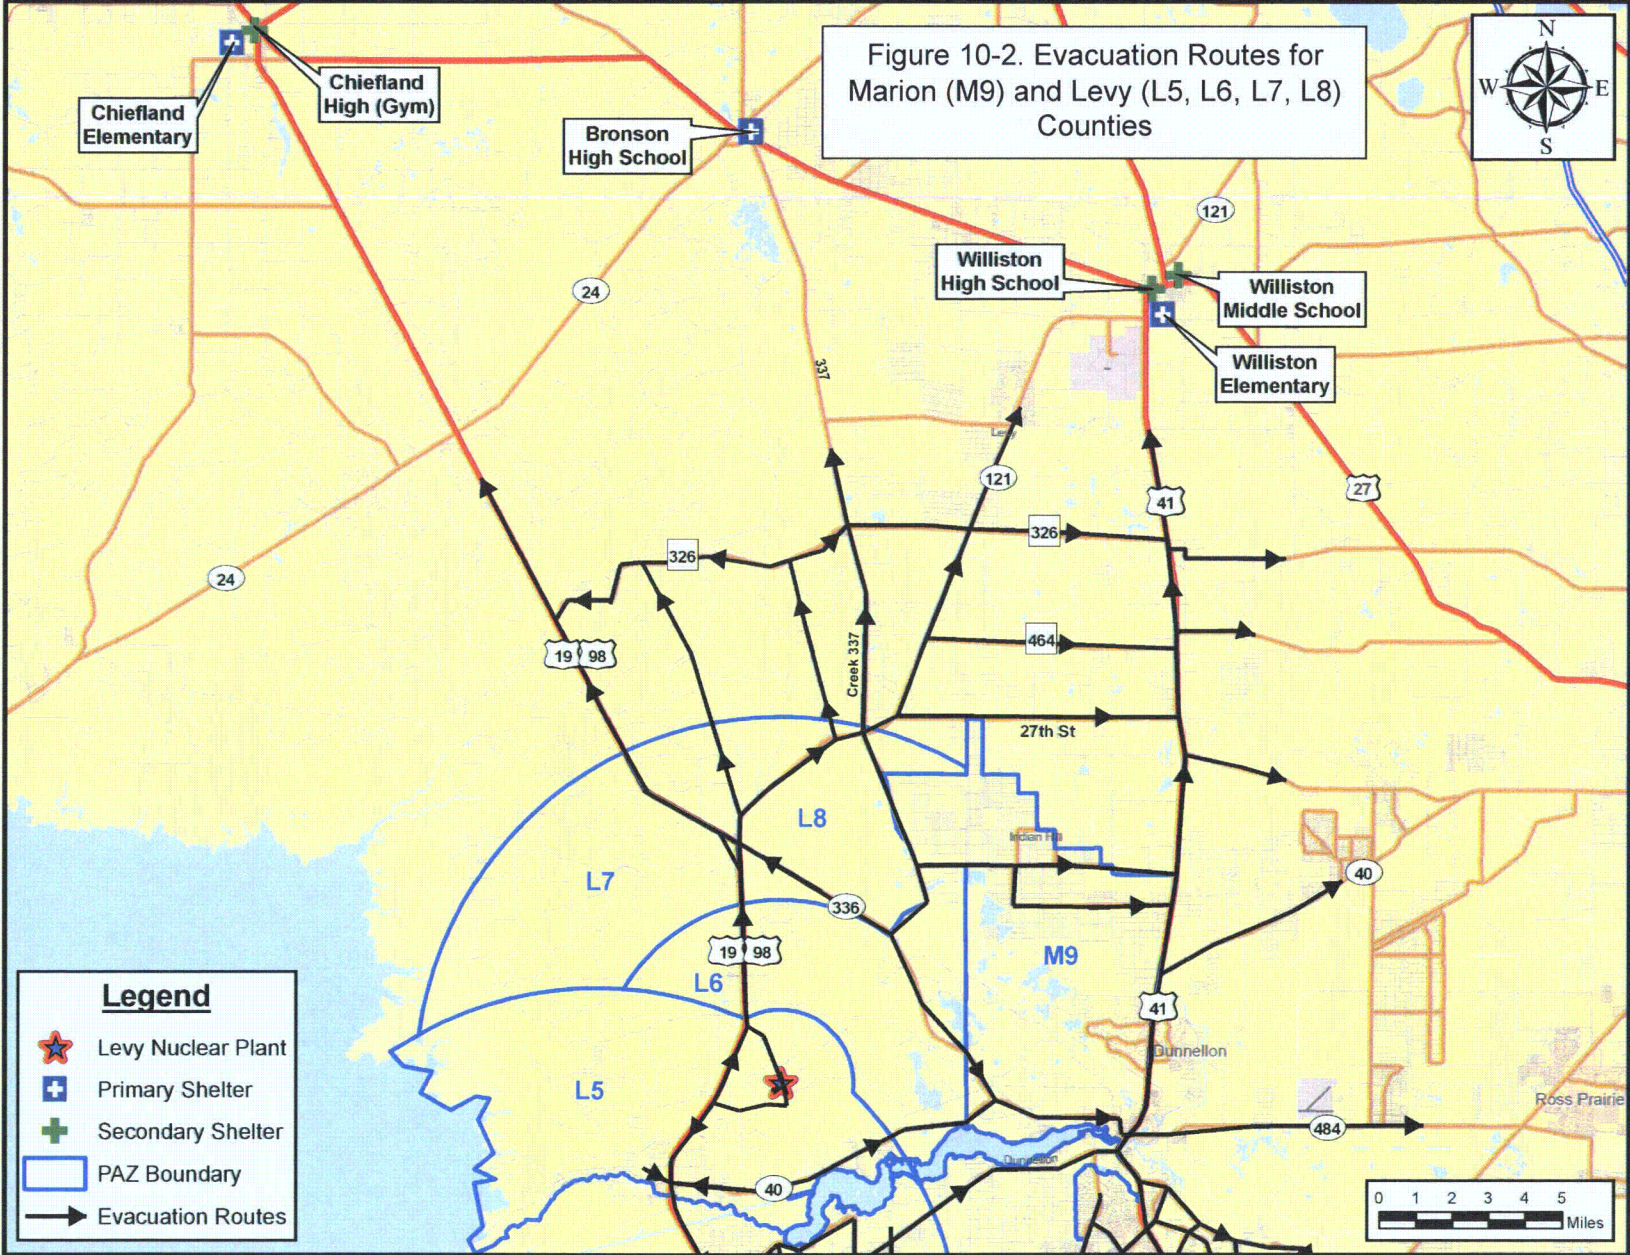 Figure 10-2. Evacuation Routes for
Marion (M9) and Levy (L5, L6, L7, L8)
Counties
N
W
E
S
Chiefland
Elementary
Chiefland
High (Gym)
Bronson
High School
121
Williston
High School
Williston
Middle School
Williston
Elementary
24
337
Levy
121
41
27
326
326
24
19
98
464
Creek 337
27th St
L8
Indian Hill
L7
40
336
19
98
L6
M9
41
Dunnellon
L5
Ross Prairie
484
Dunnellon
40
Legend
Levy Nuclear Plant
Primary Shelter
Secondary Shelter
PAZ Boundary
Evacuation Routes
0 1 2 3 4 5
Miles